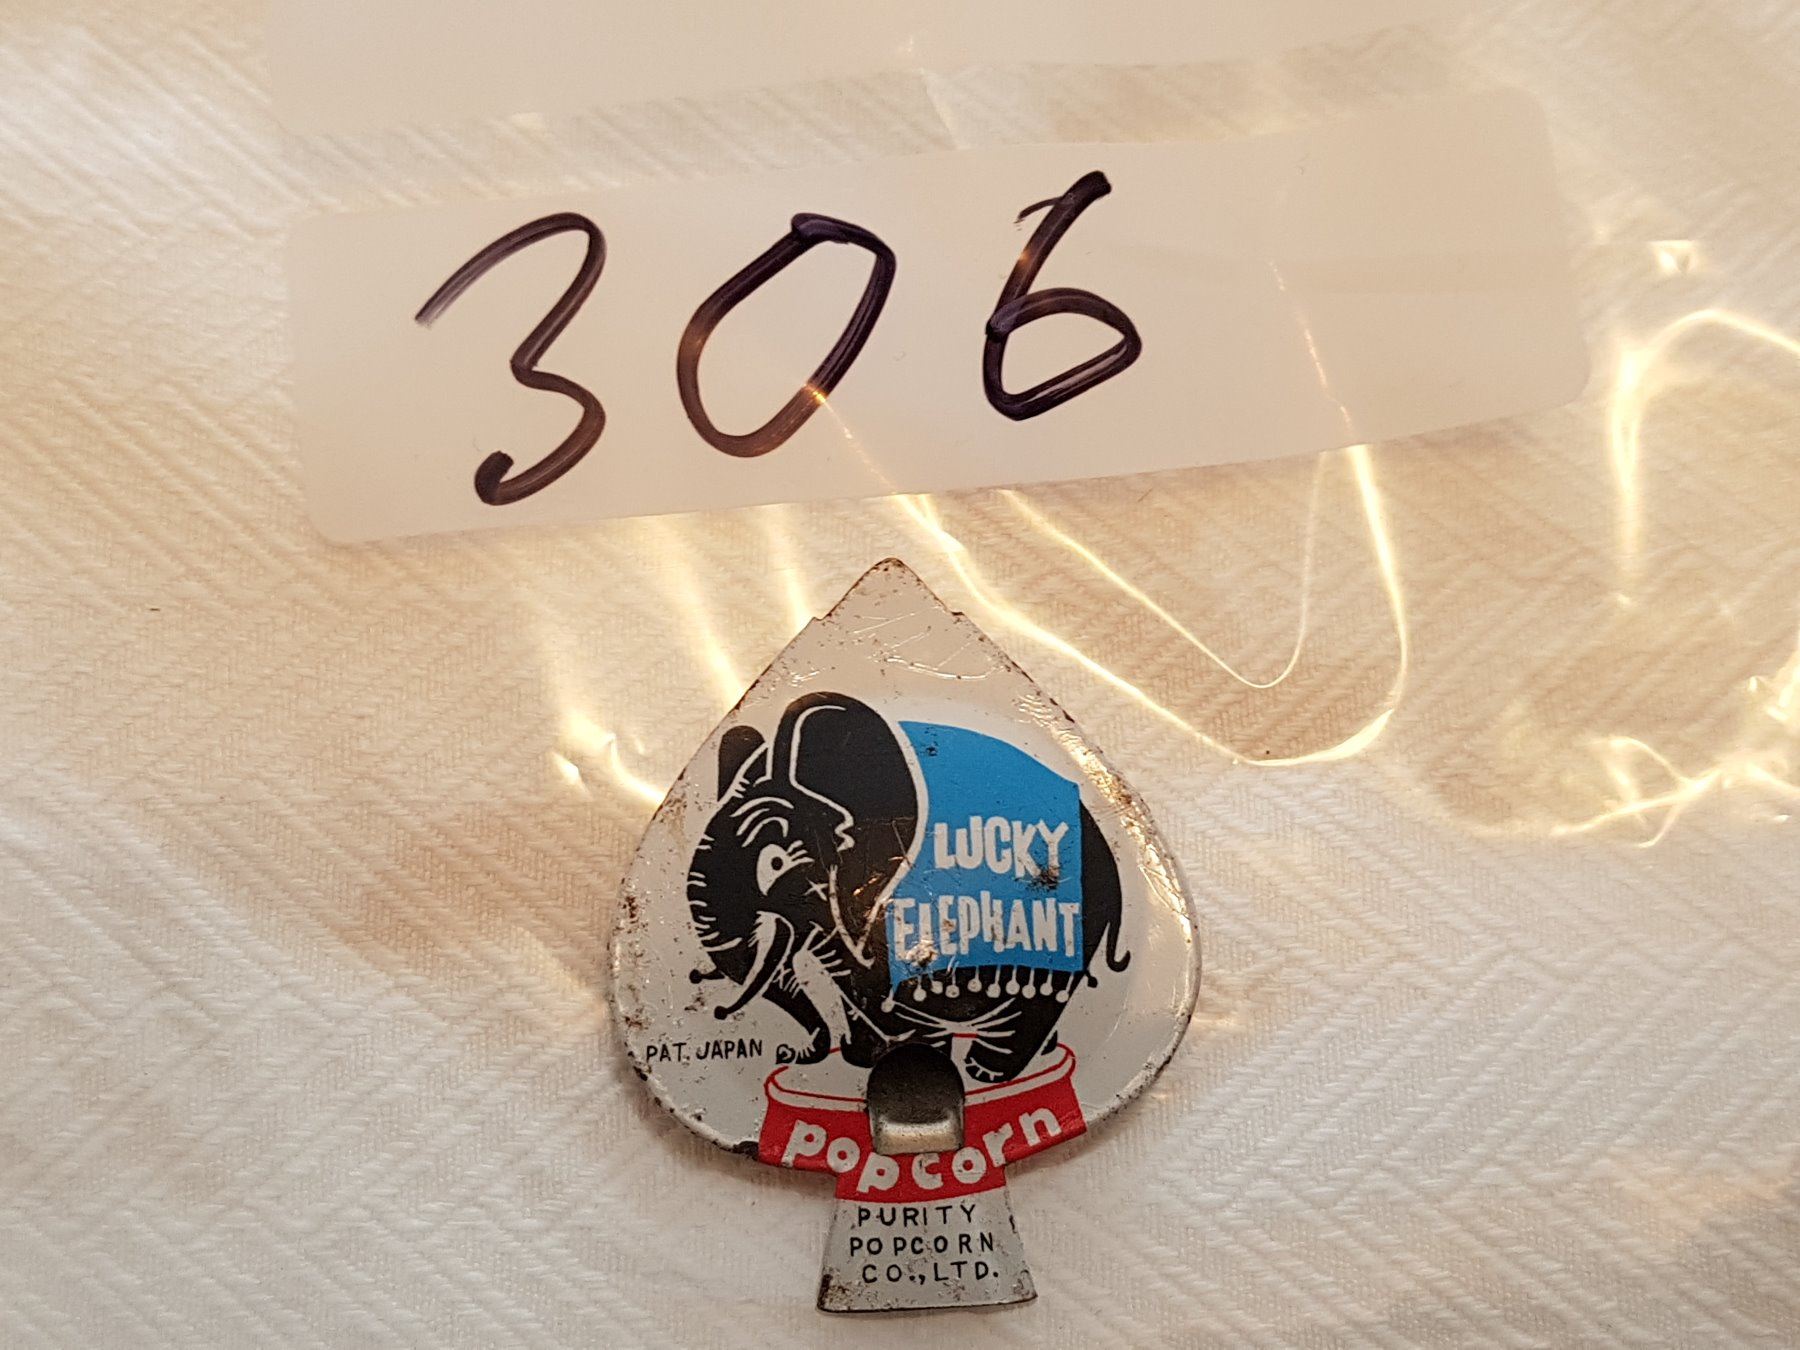 306
LUCKY
ELEPHANT
PAT. JAPAN
popcorn
PURITY
POPCORN
CO., LTD.